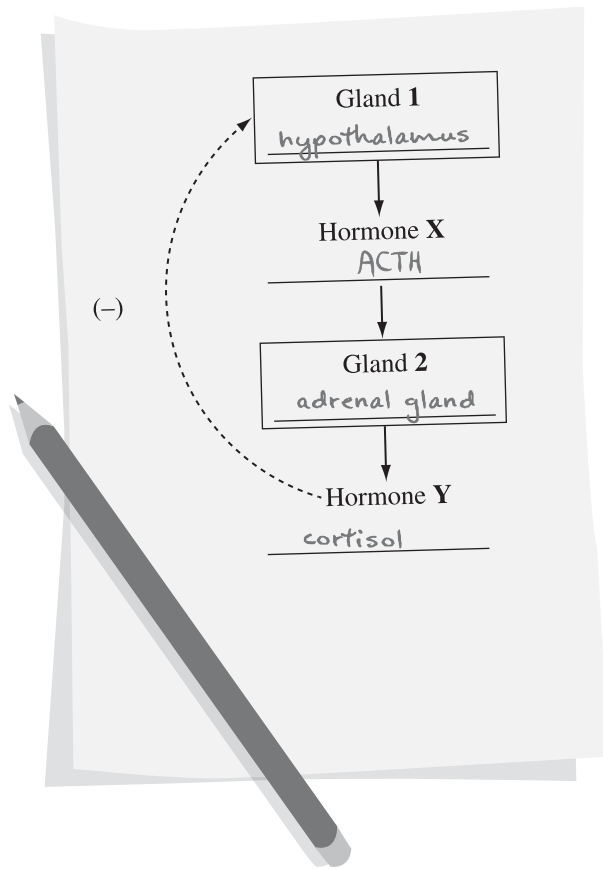 Gland 1
hypothalamus
Hormone X
ACTH
(–)
Gland 2
adrenal gland
Hormone Y
cortisol